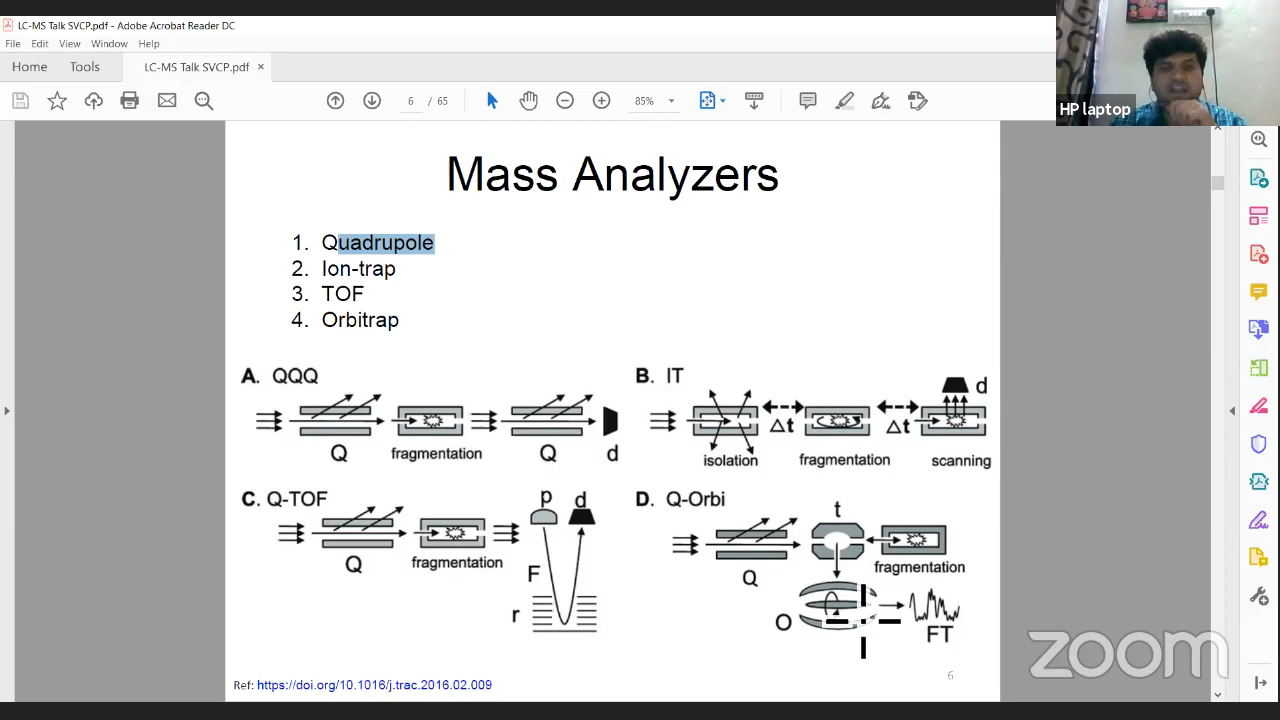 LC-MS Talk SVCP.pdf - Adobe Acrobat Reader DC
File Edit View Window Help
Home Tools LC-MS Talk SVCP.pdf ×
6 / 65 85%
HP laptop
Mass Analyzers
1. Quadrupole
2. Ion-trap
3. TOF
4. Orbitrap
A. QQQ
Q fragmentation Q d
B. IT
d
Δt Δt
isolation fragmentation scanning
C. Q-TOF
p d
Q fragmentation
F
r
D. Q-Orbi
t
Q fragmentation
O
FT
Ref: https://doi.org/10.1016/j.trac.2016.02.009
6
zoom